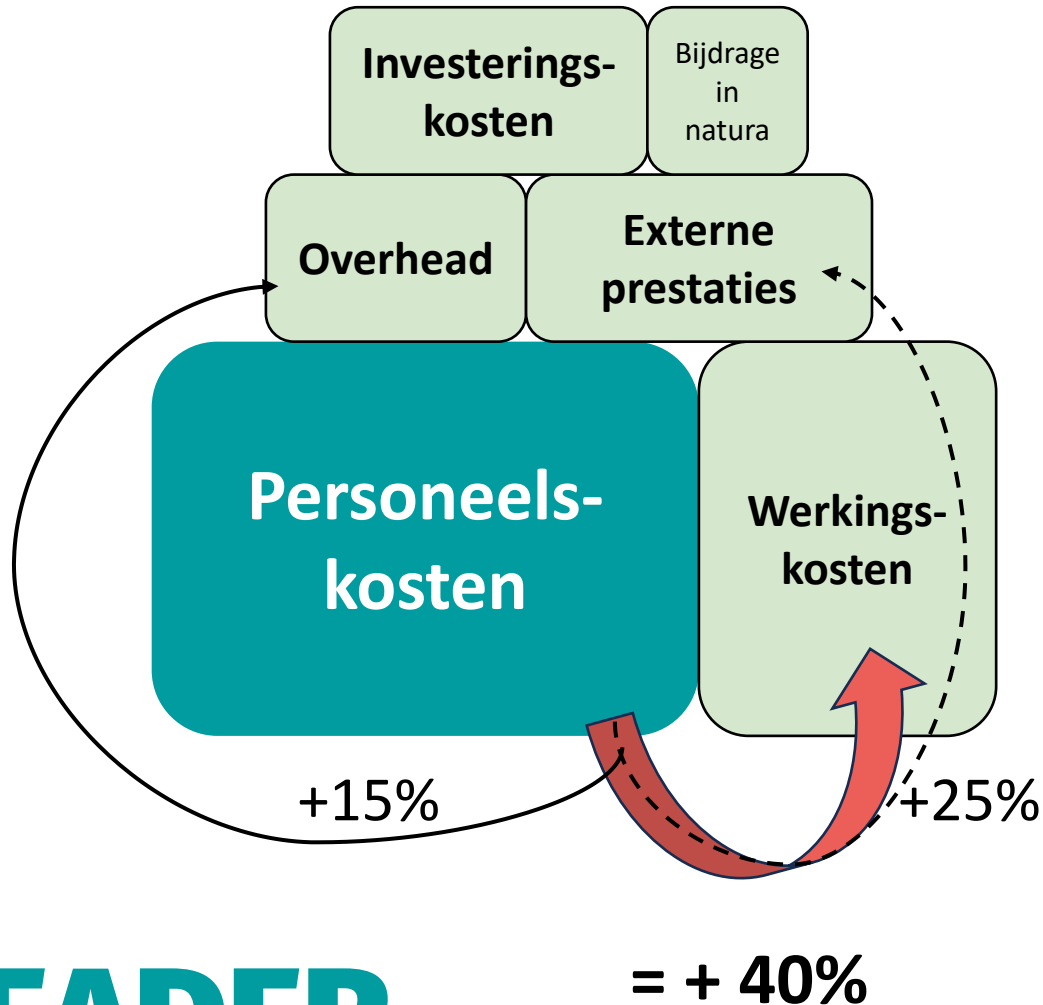 Investerings-
kosten
Bijdrage
in
natura
Overhead
Externe
prestaties
Personeels-
kosten
Werkings-
kosten
+15%
+25%
= + 40%